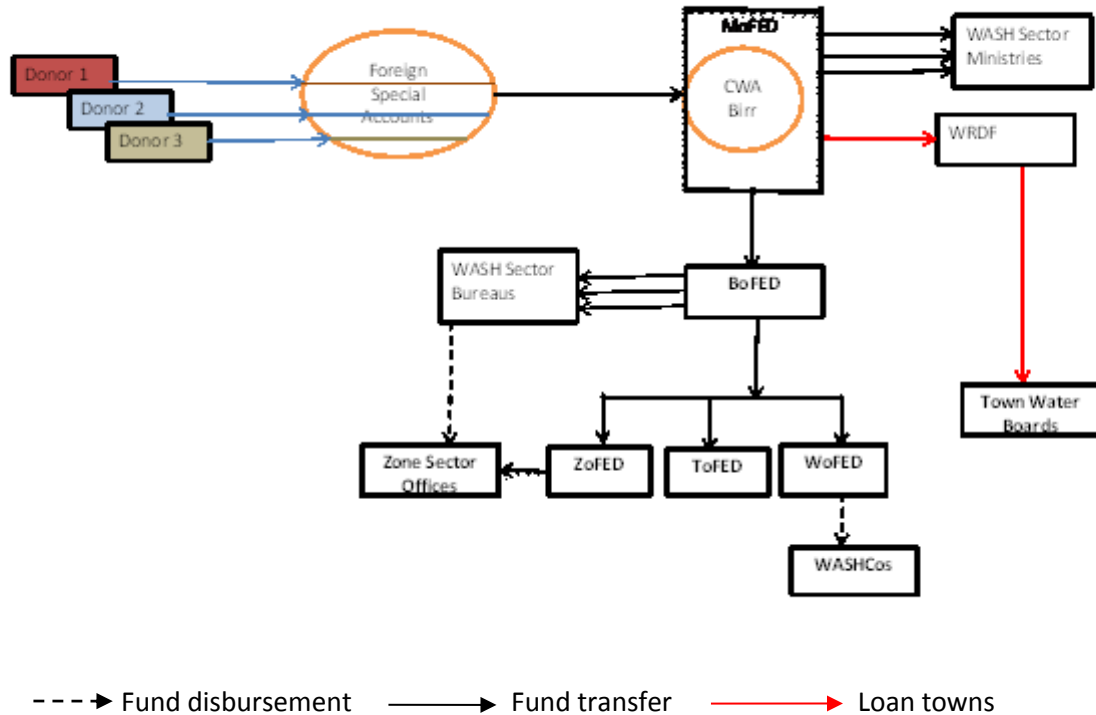 MoFED
WASH Sector
Ministries
Donor 1
Foreign
Special
Accounts
CWA
Birr
Donor 2
Donor 3
WRDF
WASH Sector
Bureaus
BoFED
Town Water
Boards
Zone Sector
Offices
ZoFED
ToFED
WoFED
WASHCos
Fund disbursement
Fund transfer
Loan towns